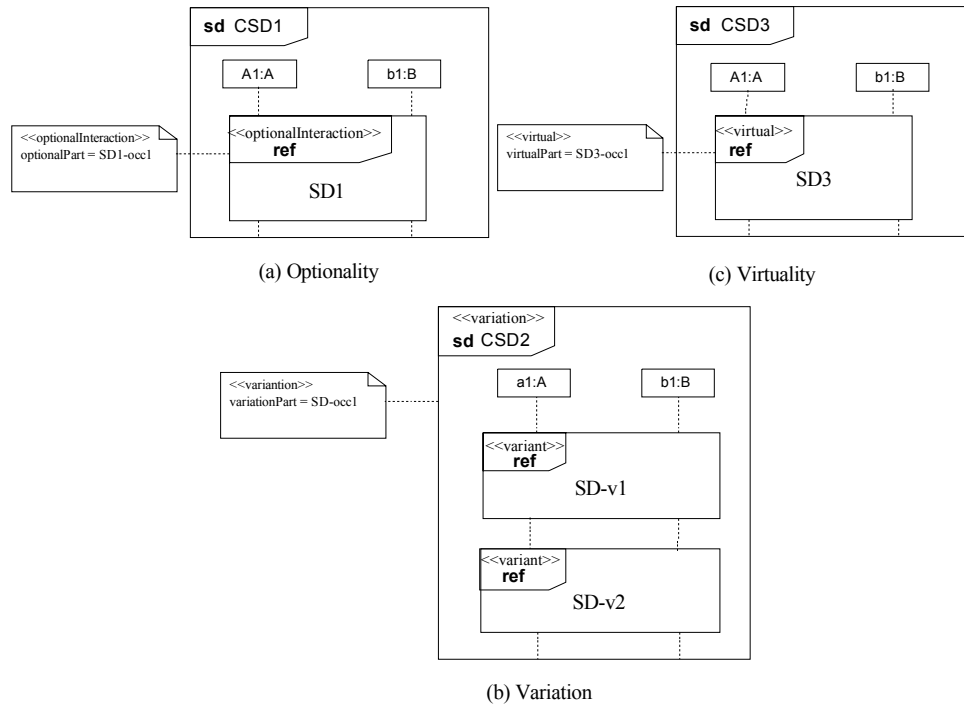 sd CSD1
A1:A b1:B
<<optionalInteraction>>
optionalPart = SD1-occ1
<<optionalInteraction>>
ref
SD1
(a) Optionality
sd CSD3
A1:A b1:B
<<virtual>>
virtualPart = SD3-occ1
<<virtual>>
ref
SD3
(c) Virtuality
<<variation>>
sd CSD2
a1:A b1:B
<<variantion>>
variationPart = SD-occ1
<<variant>>
ref
SD-v1
<<variant>>
ref
SD-v2
(b) Variation